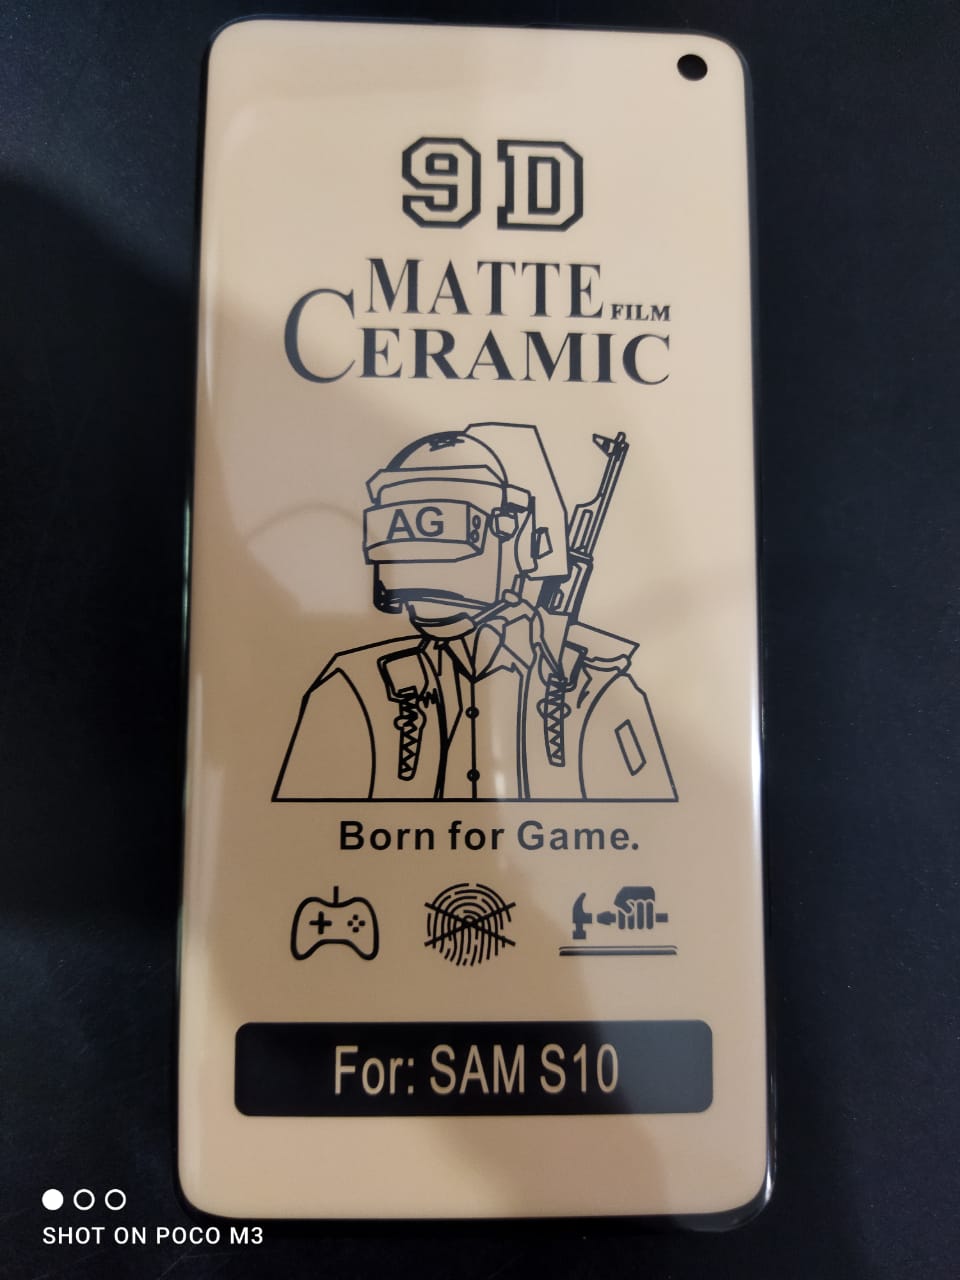 9D
MATTE FILM
CERAMIC
AG
Born for Game.
For: SAM S10
SHOT ON POCO M3